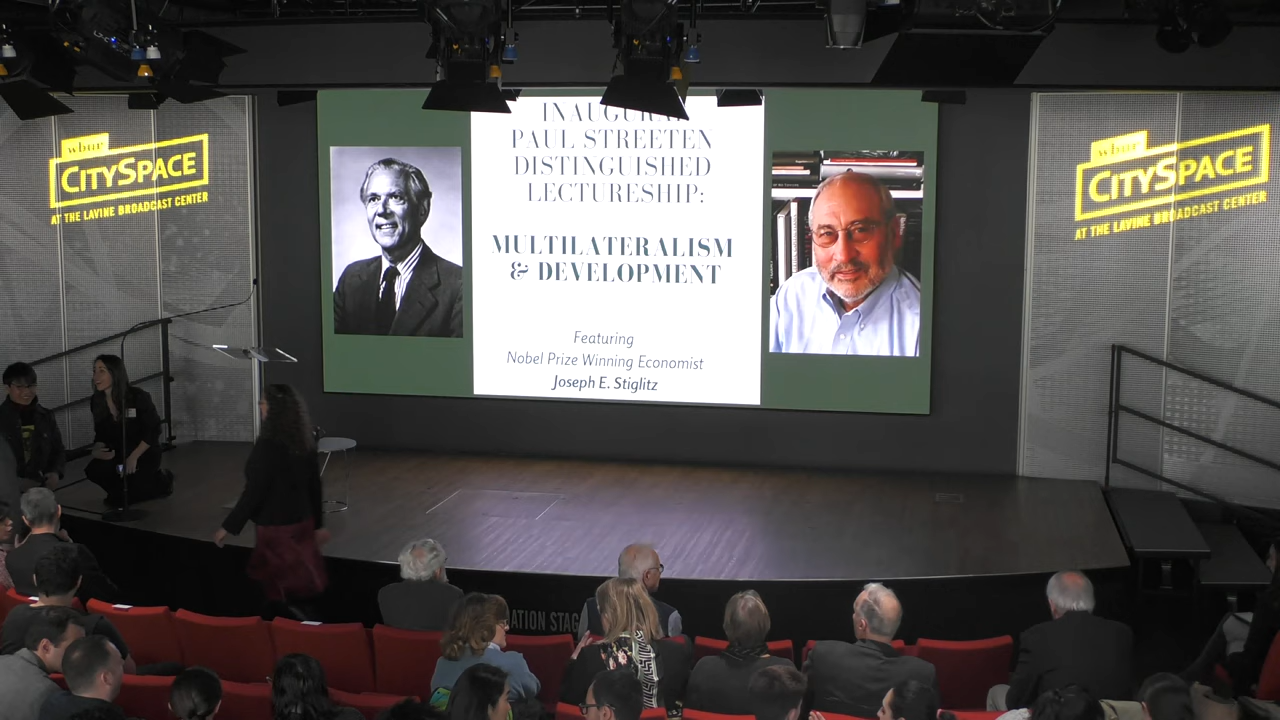 wbur
CITYSPACE
AT THE LAVINE BROADCAST CENTER
INAUGURAL
PAUL STREETEN
DISTINGUISHED
LECTURESHIP:
MULTILATERALISM
& DEVELOPMENT
Featuring
Nobel Prize Winning Economist
Joseph E. Stiglitz
wbur
CITYSPACE
AT THE LAVINE BROADCAST CENTER
STAG